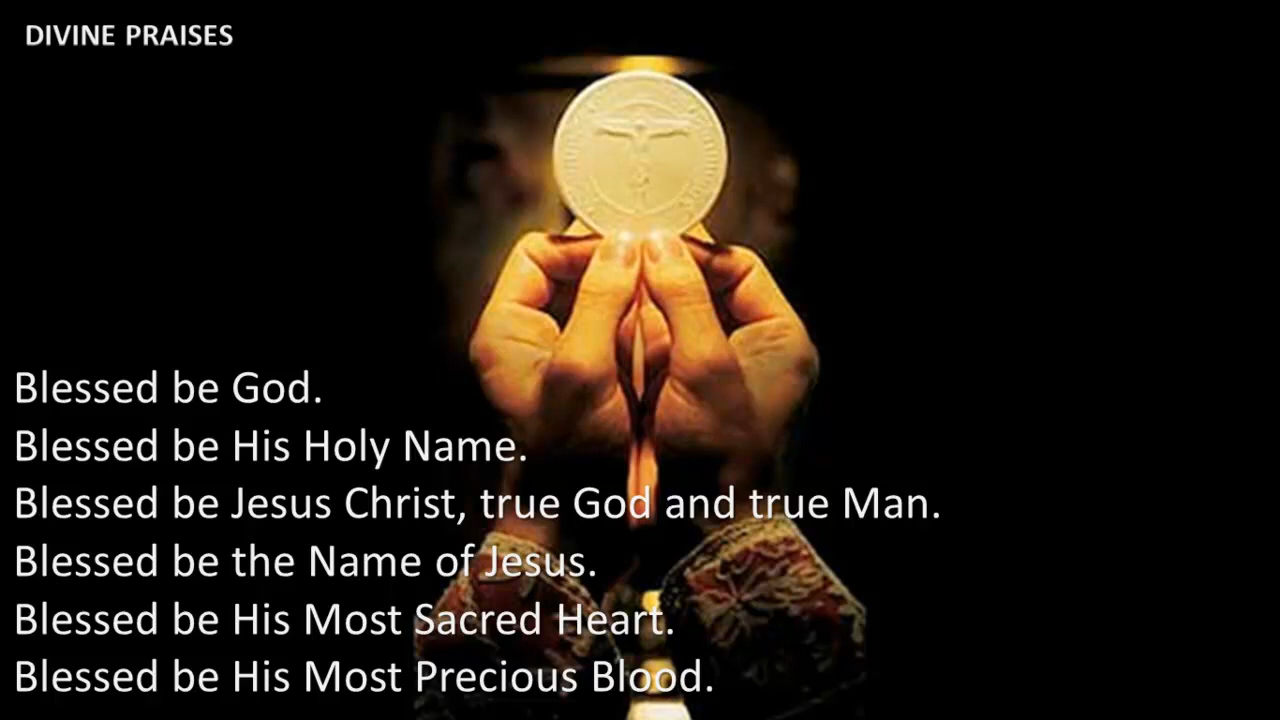 DIVINE PRAISES
Blessed be God.
Blessed be His Holy Name.
Blessed be Jesus Christ, true God and true Man.
Blessed be the Name of Jesus.
Blessed be His Most Sacred Heart.
Blessed be His Most Precious Blood.